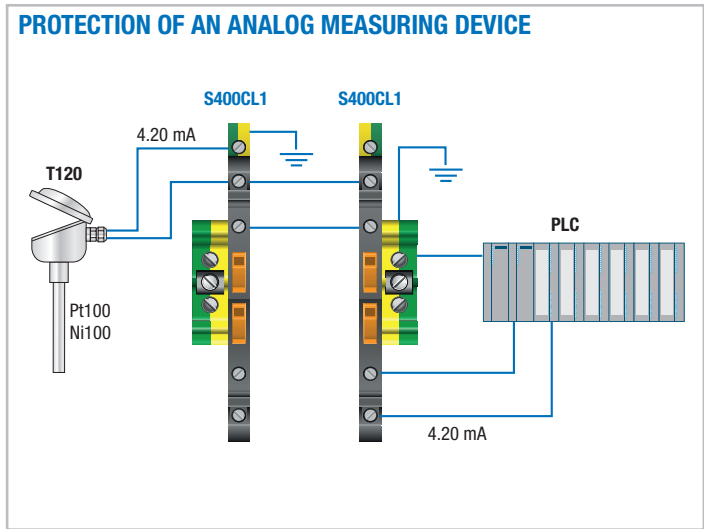 PROTECTION OF AN ANALOG MEASURING DEVICE
S400CL1
S400CL1
4.20 mA
T120
PLC
Pt100
Ni100
4.20 mA